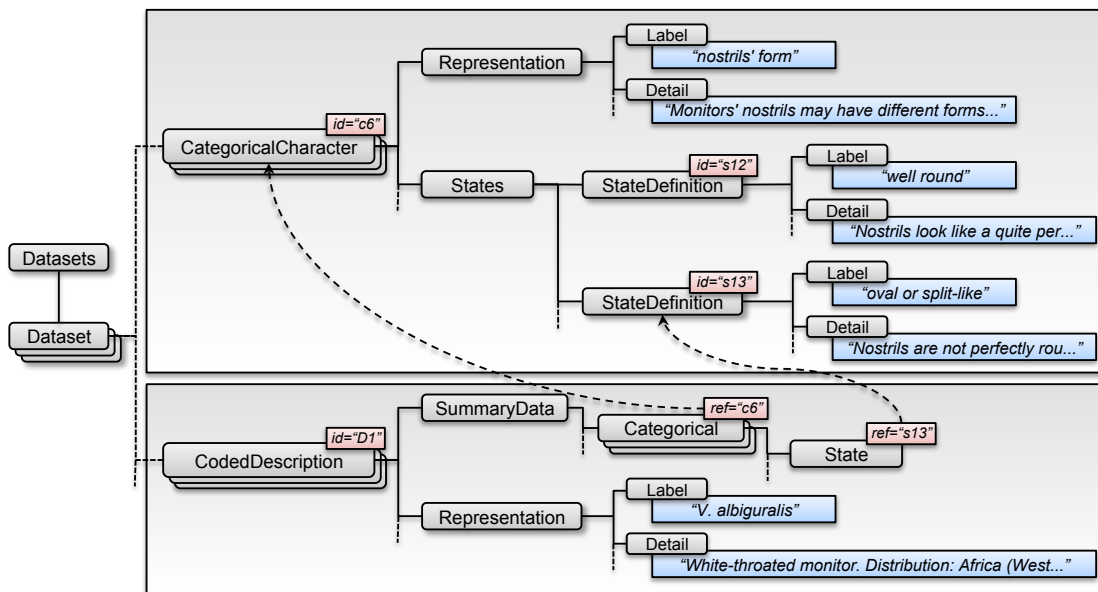 Label
“nostrils' form”
Representation
Detail
“Monitors' nostrils may have different forms...”
id=“c6”
CategoricalCharacter
Label
“well round”
id=“s12”
States
StateDefinition
Detail
“Nostrils look like a quite per...”
Datasets
Label
“oval or split-like”
id=“s13”
StateDefinition
Detail
“Nostrils are not perfectly rou...”
Dataset
SummaryData
ref=“c6”
Categorical
ref=“s13”
State
id=“D1”
CodedDescription
Label
“V. albiguralis”
Representation
Detail
“White-throated monitor. Distribution: Africa (West...”